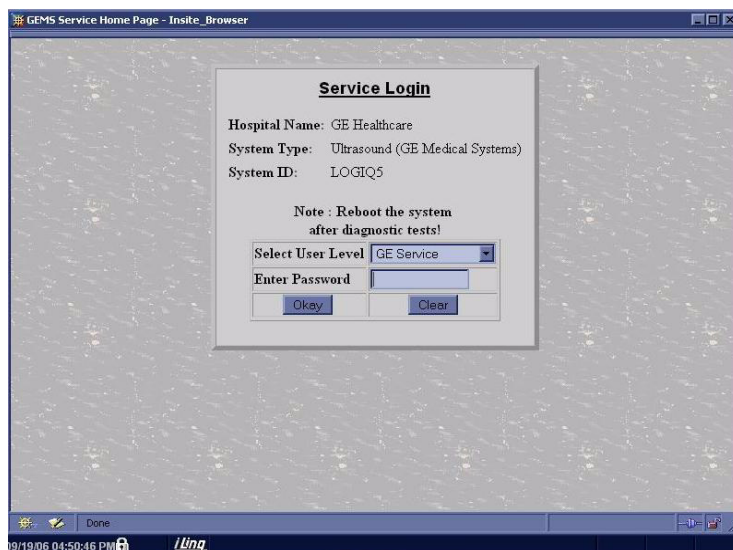 GEMS Service Home Page - Insite_Browser
Service Login
Hospital Name: GE Healthcare
System Type: Ultrasound (GE Medical Systems)
System ID: LOGIQ5
Note : Reboot the system
after diagnostic tests!
Select User Level GE Service
Enter Password
Okay Clear
Done
09/19/06 04:50:46 PM iLinq